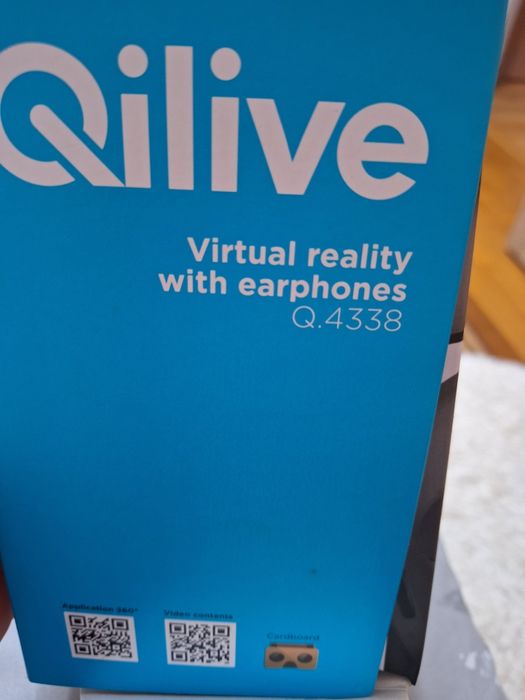 Qilive
Virtual reality
with earphones
Q.4338
Application 360°
Video contents
Cardboard